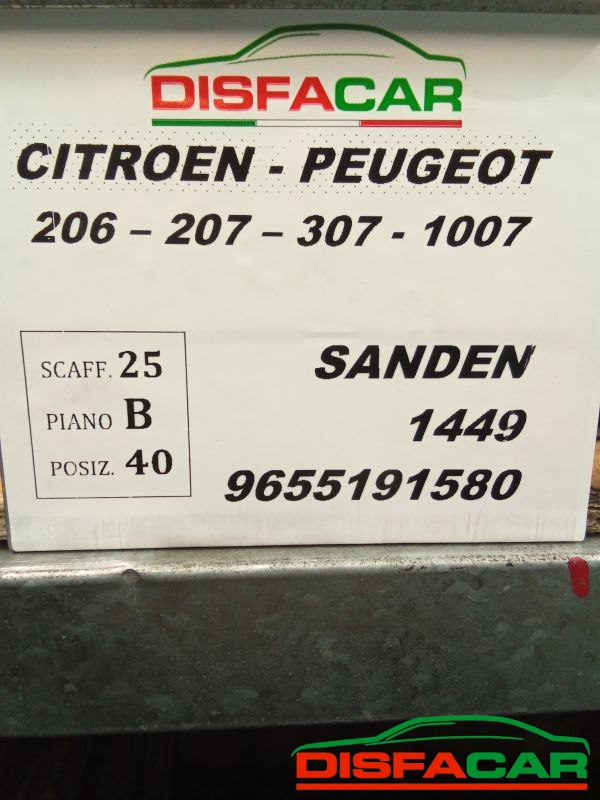 DISFACAR
CITROEN - PEUGEOT
206 – 207 – 307 - 1007
SCAFF. 25
PIANO B
POSIZ. 40
SANDEN
1449
9655191580
DISFACAR